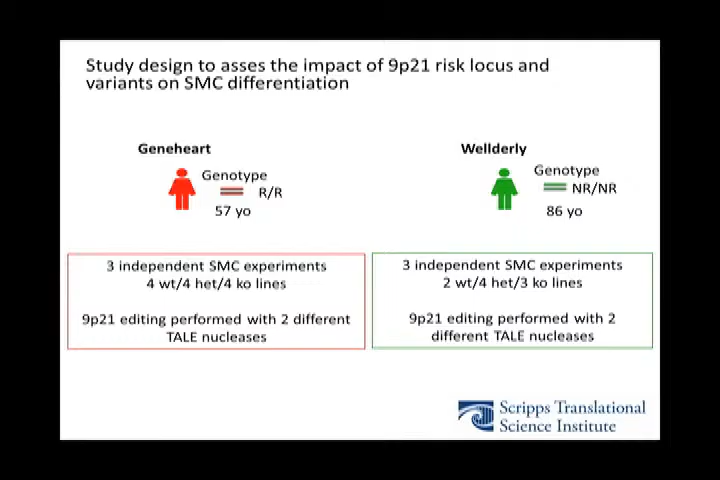 Study design to asses the impact of 9p21 risk locus and
variants on SMC differentiation
Geneheart
Genotype
R/R
57 yo
Wellderly
Genotype
NR/NR
86 yo
3 independent SMC experiments
4 wt/4 het/4 ko lines
9p21 editing performed with 2 different
TALE nucleases
3 independent SMC experiments
2 wt/4 het/3 ko lines
9p21 editing performed with 2
different TALE nucleases
Scripps Translational
Science Institute